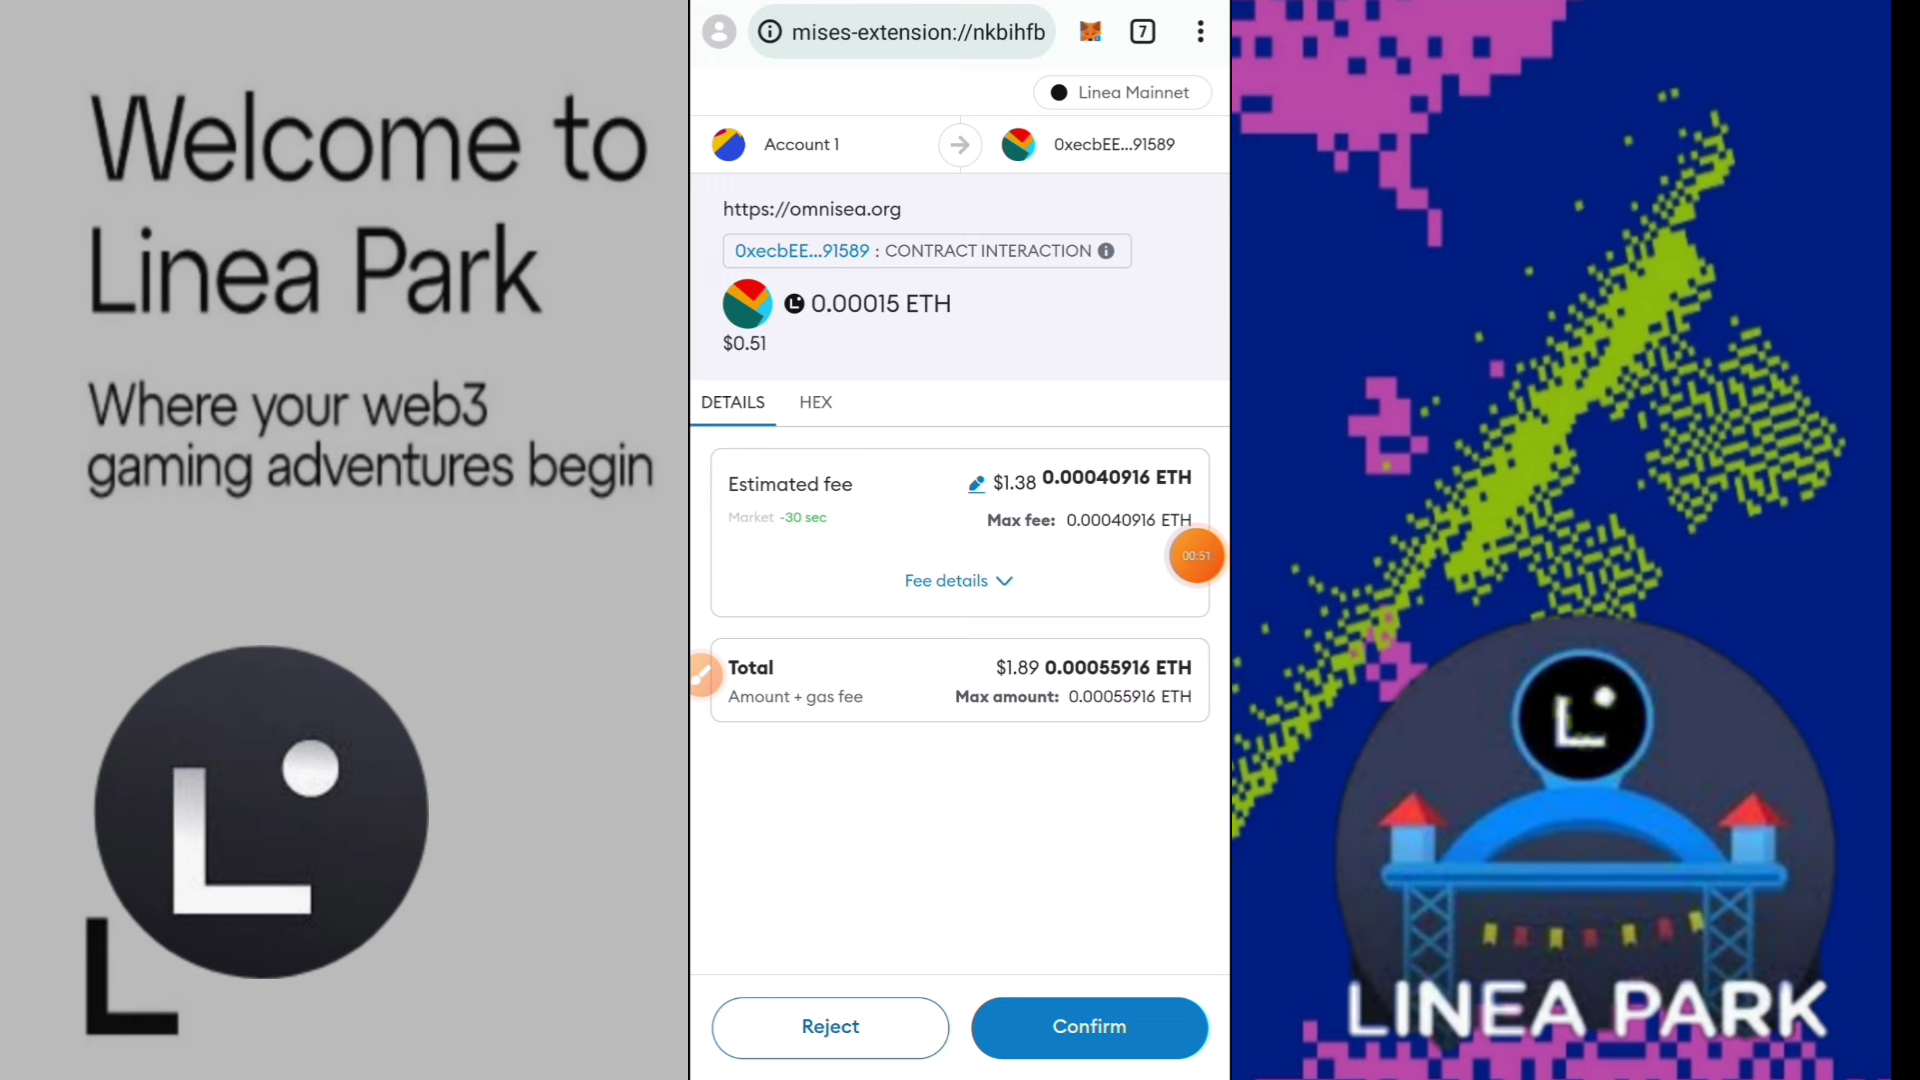 Welcome to
Linea Park
Where your web3
gaming adventures begin
mises-extension://nkbihfb
7
Linea Mainnet
Account 1
0xecbEE...91589
https://omnisea.org
0xecbEE...91589 : CONTRACT INTERACTION
0.00015 ETH
$0.51
DETAILS
HEX
Estimated fee
$1.38 0.00040916 ETH
Market ~30 sec
Max fee: 0.00040916 ETH
00:51
Fee details
Total
$1.89 0.00055916 ETH
Amount + gas fee
Max amount: 0.00055916 ETH
Reject
Confirm
LINEA PARK